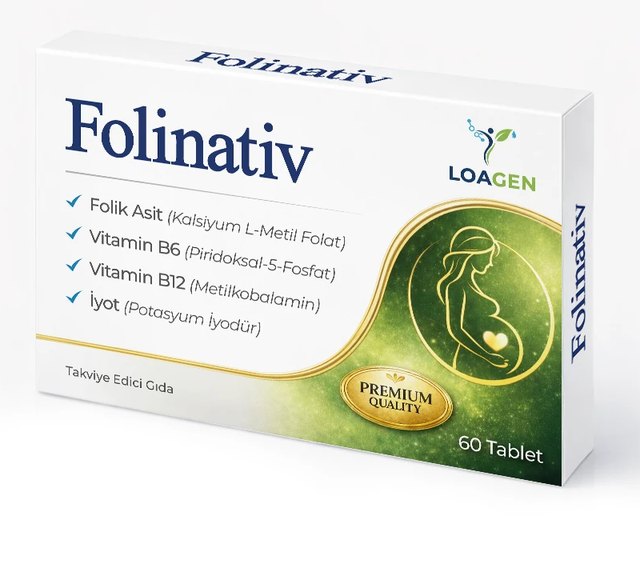 Folinativ
Folinativ
LOAGEN
Folik Asit (Kalsiyum L-Metil Folat)
Vitamin B6 (Piridoksal-5-Fosfat)
Vitamin B12 (Metilkobalamin)
İyot (Potasyum İyodür)
Takviye Edici Gıda
PREMIUM
QUALITY
60 Tablet
Folinativ